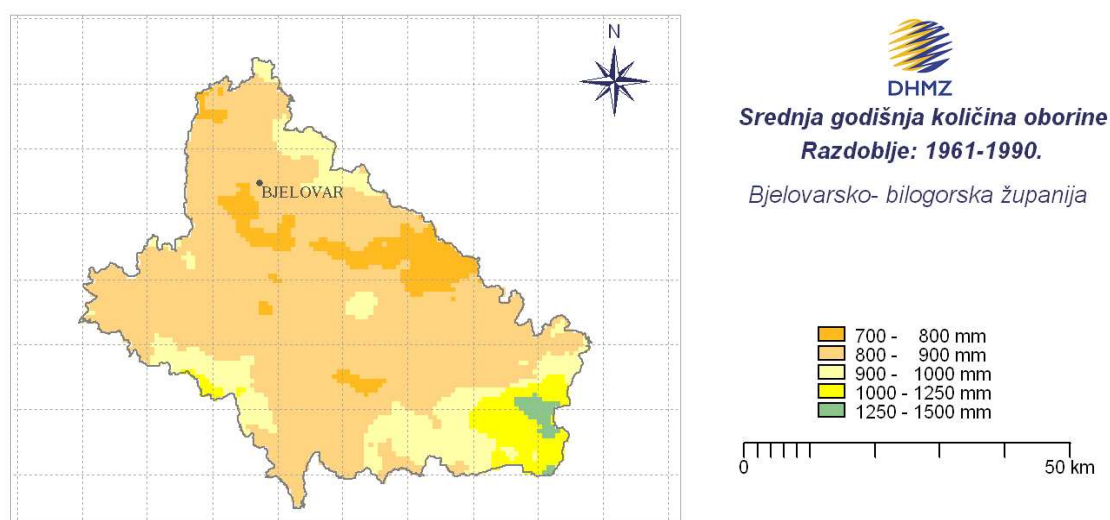 N
BJELOVAR
DHMZ
Srednja godišnja količina oborine
Razdoblje: 1961-1990.
Bjelovarsko- bilogorska županija
700 - 800 mm
800 - 900 mm
900 - 1000 mm
1000 - 1250 mm
1250 - 1500 mm
0 50 km